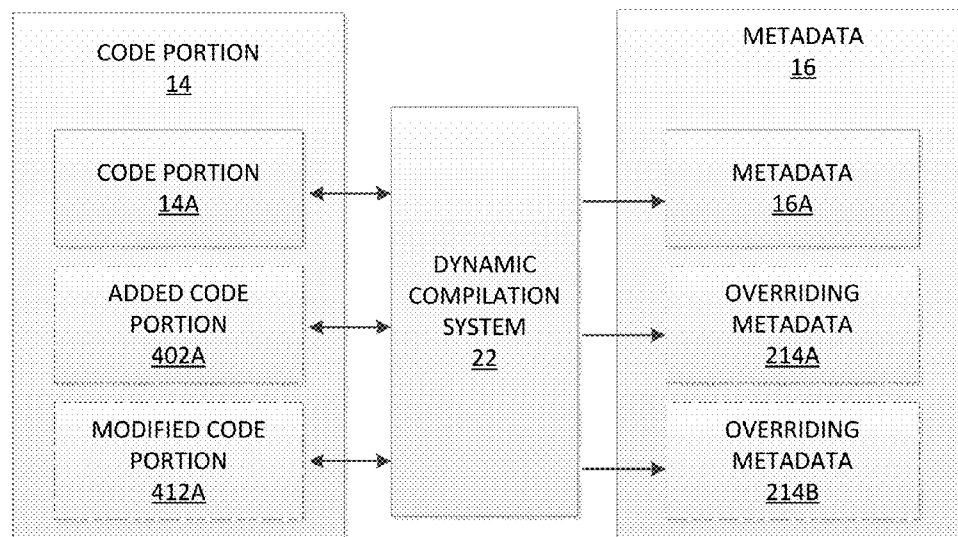 CODE PORTION
14
CODE PORTION
14A
ADDED CODE
PORTION
402A
MODIFIED CODE
PORTION
412A
DYNAMIC
COMPILATION
SYSTEM
22
METADATA
16
METADATA
16A
OVERRIDING
METADATA
214A
OVERRIDING
METADATA
214B